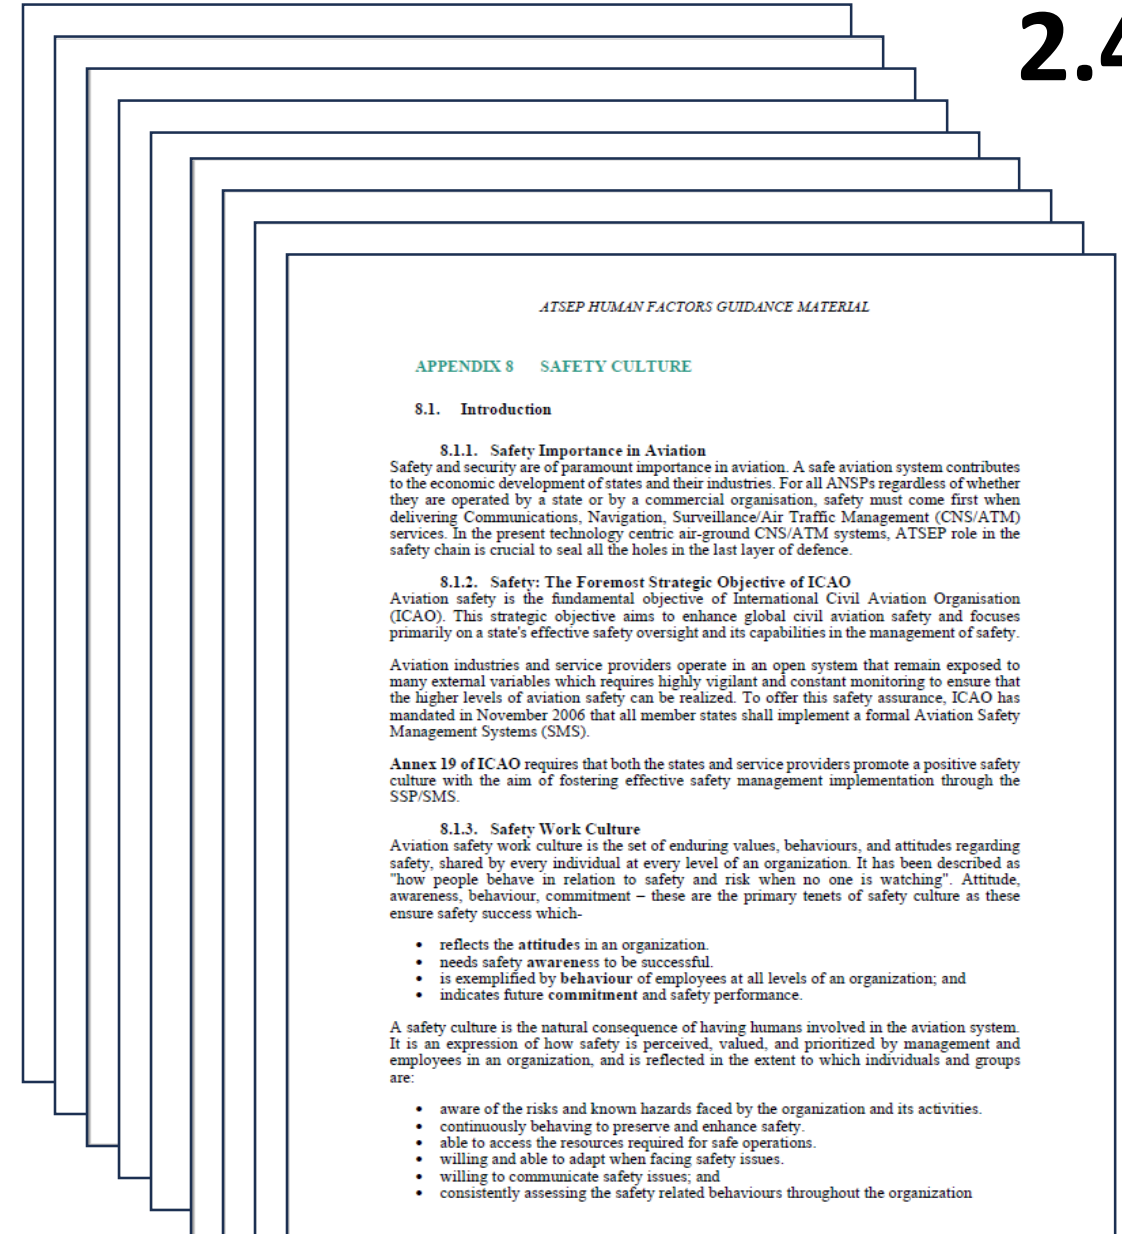 2.4
ATSEP HUMAN FACTORS GUIDANCE MATERIAL
APPENDIX 8 SAFETY CULTURE
8.1. Introduction
8.1.1. Safety Importance in Aviation
Safety and security are of paramount importance in aviation. A safe aviation system contributes
to the economic development of states and their industries. For all ANSPs regardless of whether
they are operated by a state or by a commercial organisation, safety must come first when
delivering Communications, Navigation, Surveillance/Air Traffic Management (CNS/ATM)
services. In the present technology centric air-ground CNS/ATM systems, ATSEP role in the
safety chain is crucial to seal all the holes in the last layer of defence.
8.1.2. Safety: The Foremost Strategic Objective of ICAO
Aviation safety is the fundamental objective of International Civil Aviation Organisation
(ICAO). This strategic objective aims to enhance global civil aviation safety and focuses
primarily on a state's effective safety oversight and its capabilities in the management of safety.
Aviation industries and service providers operate in an open system that remain exposed to
many external variables which requires highly vigilant and constant monitoring to ensure that
the higher levels of aviation safety can be realized. To offer this safety assurance, ICAO has
mandated in November 2006 that all member states shall implement a formal Aviation Safety
Management Systems (SMS).
Annex 19 of ICAO requires that both the states and service providers promote a positive safety
culture with the aim of fostering effective safety management implementation through the
SSP/SMS.
8.1.3. Safety Work Culture
Aviation safety work culture is the set of enduring values, behaviours, and attitudes regarding
safety, shared by every individual at every level of an organization. It has been described as
"how people behave in relation to safety and risk when no one is watching". Attitude,
awareness, behaviour, commitment – these are the primary tenets of safety culture as these
ensure safety success which-
• reflects the attitudes in an organization.
• needs safety awareness to be successful.
• is exemplified by behaviour of employees at all levels of an organization; and
• indicates future commitment and safety performance.
A safety culture is the natural consequence of having humans involved in the aviation system.
It is an expression of how safety is perceived, valued, and prioritized by management and
employees in an organization, and is reflected in the extent to which individuals and groups
are:
• aware of the risks and known hazards faced by the organization and its activities.
• continuously behaving to preserve and enhance safety.
• able to access the resources required for safe operations.
• willing and able to adapt when facing safety issues.
• willing to communicate safety issues; and
• consistently assessing the safety related behaviours throughout the organization